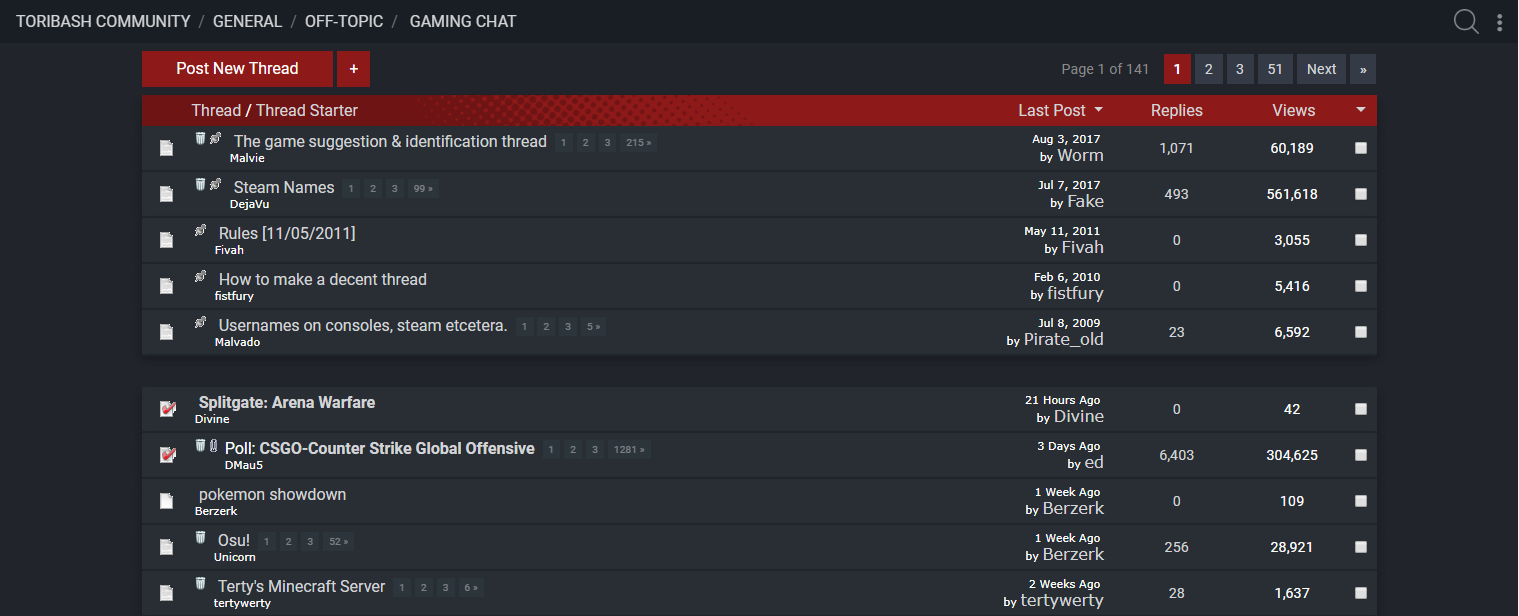 TORIBASH COMMUNITY / GENERAL / OFF-TOPIC / GAMING CHAT
Post New Thread + Page 1 of 141 1 2 3 51 Next »
Thread / Thread Starter Last Post Replies Views
The game suggestion & identification thread 1 2 3 215 »
Malvie
Aug 3, 2017
by Worm
1,071 60,189
Steam Names 1 2 3 99 »
DejaVu
Jul 7, 2017
by Fake
493 561,618
Rules [11/05/2011]
Fivah
May 11, 2011
by Fivah
0 3,055
How to make a decent thread
fistfury
Feb 6, 2010
by fistfury
0 5,416
Usernames on consoles, steam etcetera. 1 2 3 5 »
Malvado
Jul 8, 2009
by Pirate_old
23 6,592
Splitgate: Arena Warfare
Divine
21 Hours Ago
by Divine
0 42
Poll: CSGO-Counter Strike Global Offensive 1 2 3 1281 »
DMau5
3 Days Ago
by ed
6,403 304,625
pokemon showdown
Berzerk
1 Week Ago
by Berzerk
0 109
Osu! 1 2 3 52 »
Unicorn
1 Week Ago
by Berzerk
256 28,921
Terty's Minecraft Server 1 2 3 6 »
tertywerty
2 Weeks Ago
by tertywerty
28 1,637